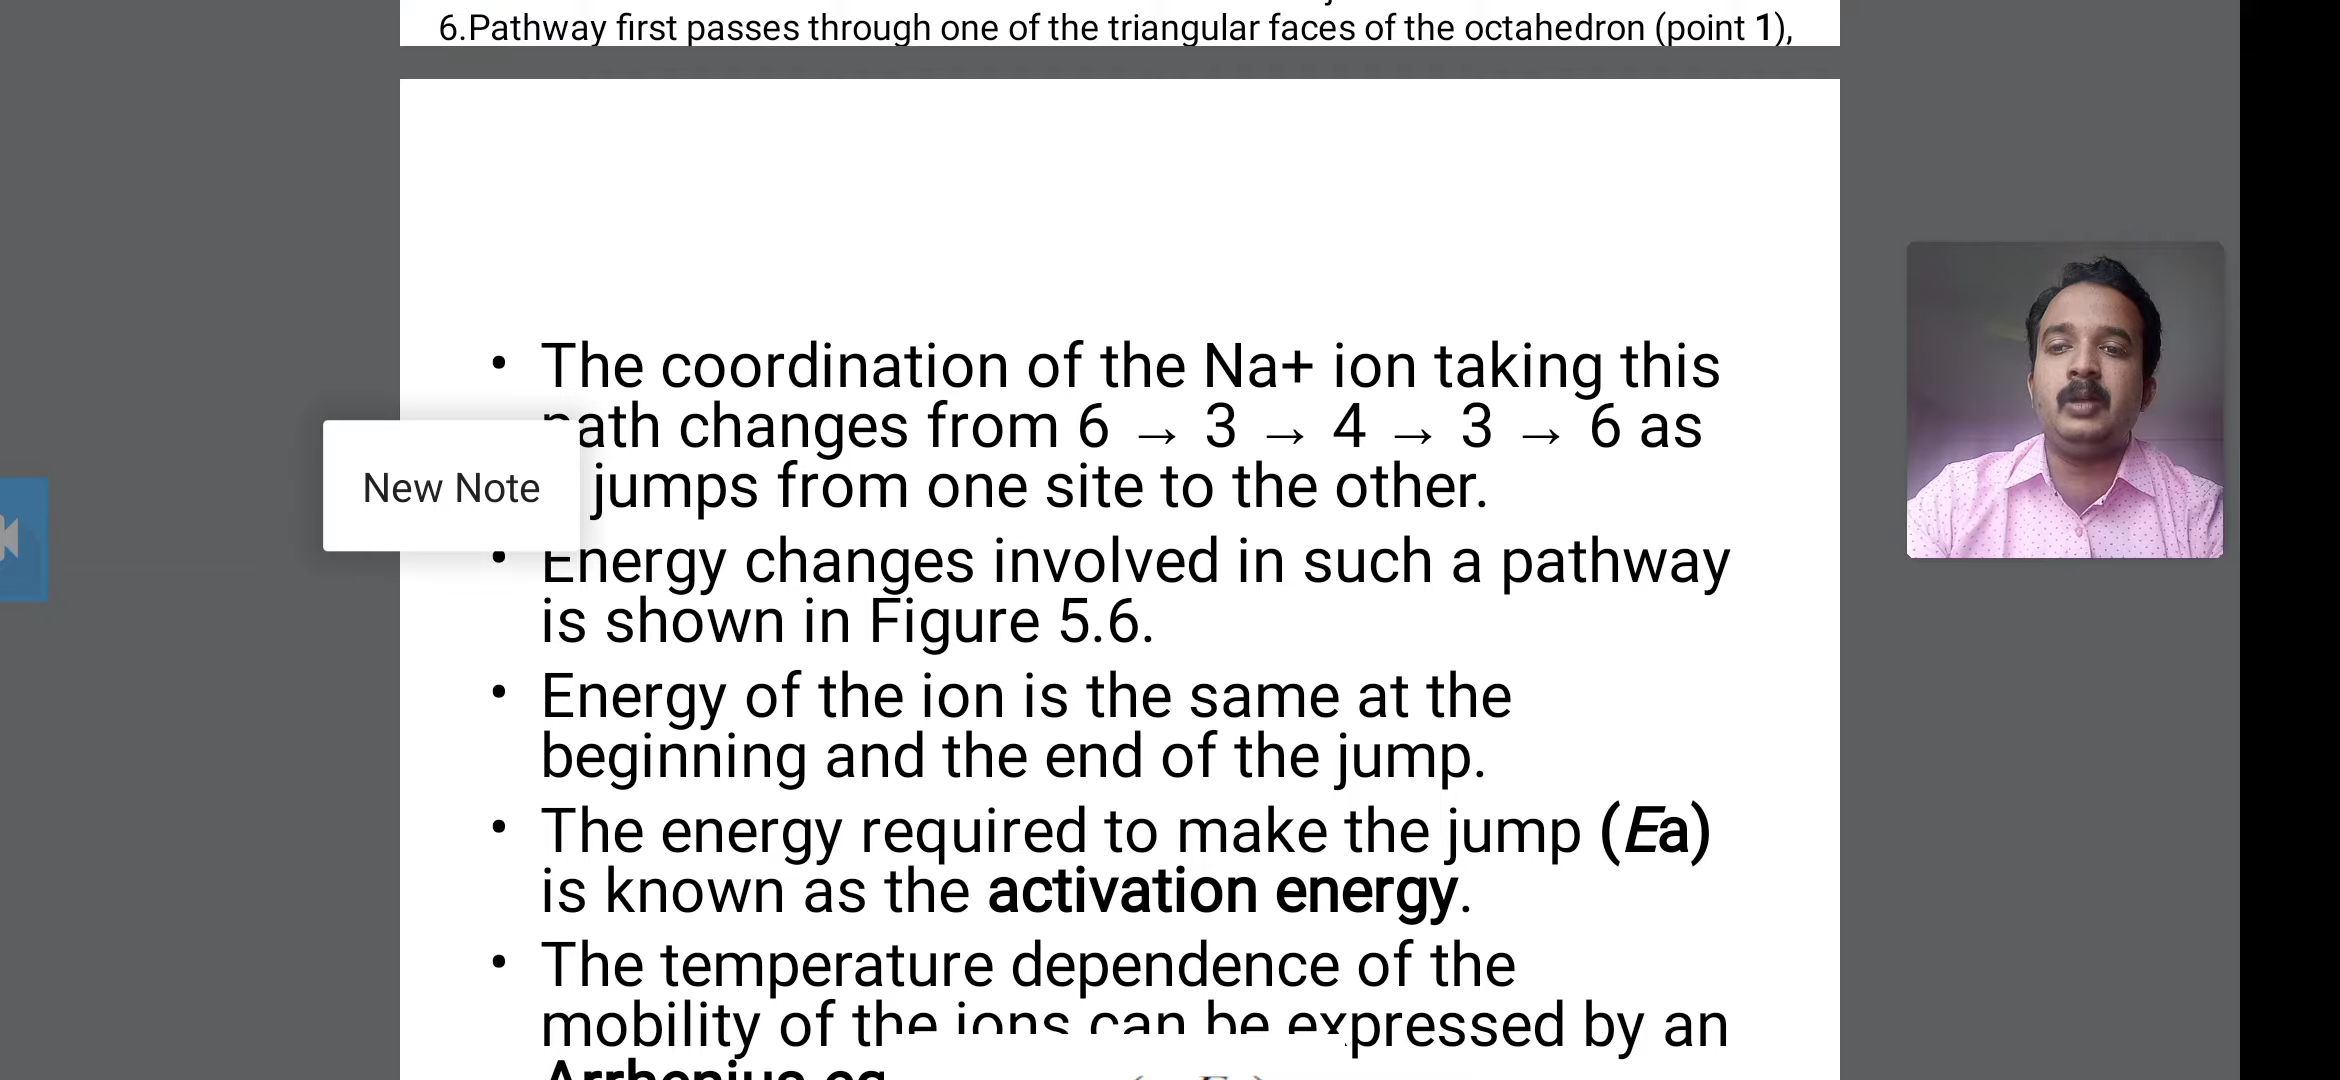 6.Pathway first passes through one of the triangular faces of the octahedron (point 1),
• The coordination of the Na+ ion taking this
path changes from 6 → 3 → 4 → 3 → 6 as
New Note
jumps from one site to the other.
• Energy changes involved in such a pathway
is shown in Figure 5.6.
• Energy of the ion is the same at the
beginning and the end of the jump.
• The energy required to make the jump (Ea)
is known as the activation energy.
• The temperature dependence of the
mobility of the ions can be expressed by an
Arrhenius eq